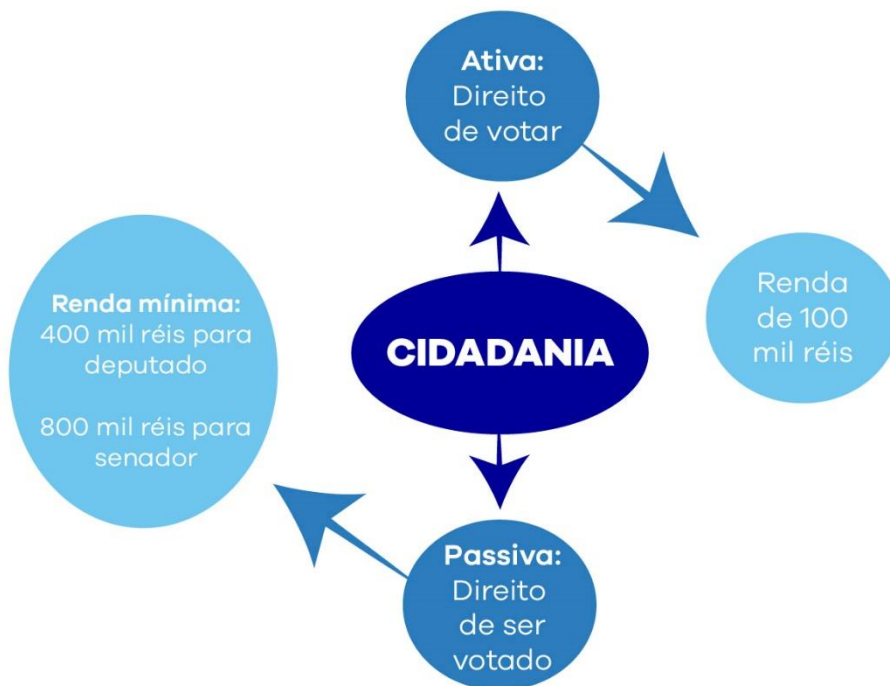 Ativa:
Direito
de votar
Renda
de 100
mil réis
CIDADANIA
Renda mínima:
400 mil réis para
deputado
800 mil réis para
senador
Passiva:
Direito
de ser
votado